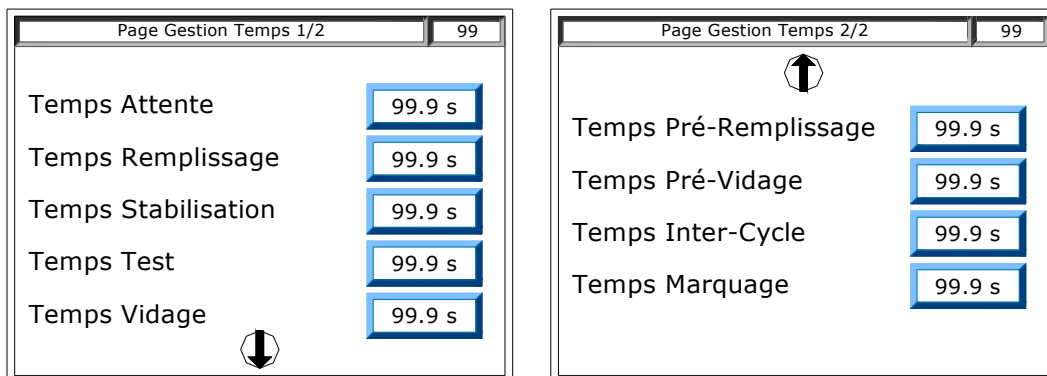 Page Gestion Temps 1/2 99
Temps Attente 99.9 s
Temps Remplissage 99.9 s
Temps Stabilisation 99.9 s
Temps Test 99.9 s
Temps Vidage 99.9 s
Page Gestion Temps 2/2 99
Temps Pré-Remplissage 99.9 s
Temps Pré-Vidage 99.9 s
Temps Inter-Cycle 99.9 s
Temps Marquage 99.9 s